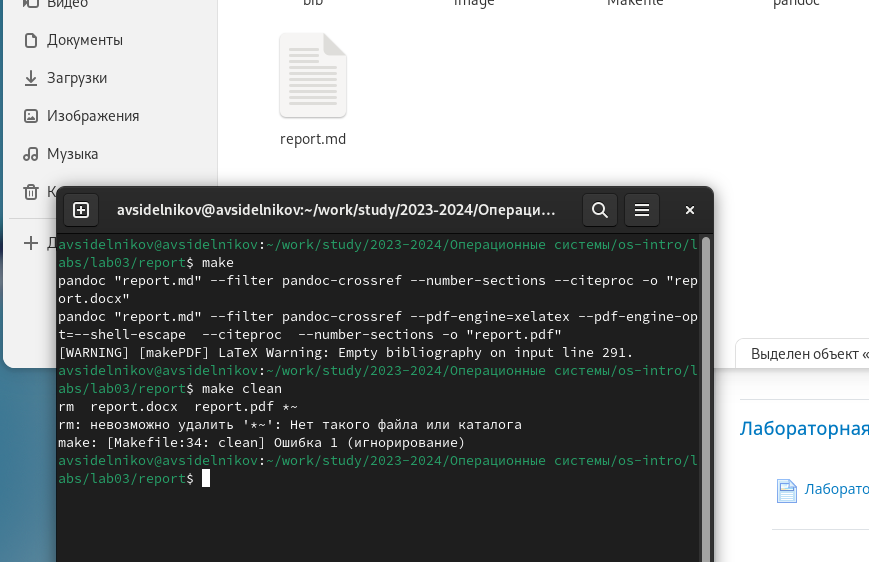 Видео
bib
image
Makefile
pandoc
Документы
Загрузки
Изображения
Музыка
report.md
avsidelnikov@avsidelnikov:~/work/study/2023-2024/Операци…
avsidelnikov@avsidelnikov:~/work/study/2023-2024/Операционные системы/os-intro/l
abs/lab03/report$ make
pandoc "report.md" --filter pandoc-crossref --number-sections --citeproc -o "rep
ort.docx"
pandoc "report.md" --filter pandoc-crossref --pdf-engine=xelatex --pdf-engine-op
t=--shell-escape  --citeproc  --number-sections -o "report.pdf"
[WARNING] [makePDF] LaTeX Warning: Empty bibliography on input line 291.
avsidelnikov@avsidelnikov:~/work/study/2023-2024/Операционные системы/os-intro/l
abs/lab03/report$ make clean
rm  report.docx  report.pdf *~
rm: невозможно удалить '*~': Нет такого файла или каталога
make: [Makefile:34: clean] Ошибка 1 (игнорирование)
avsidelnikov@avsidelnikov:~/work/study/2023-2024/Операционные системы/os-intro/l
abs/lab03/report$
Выделен объект «
Лабораторная
Лаборато